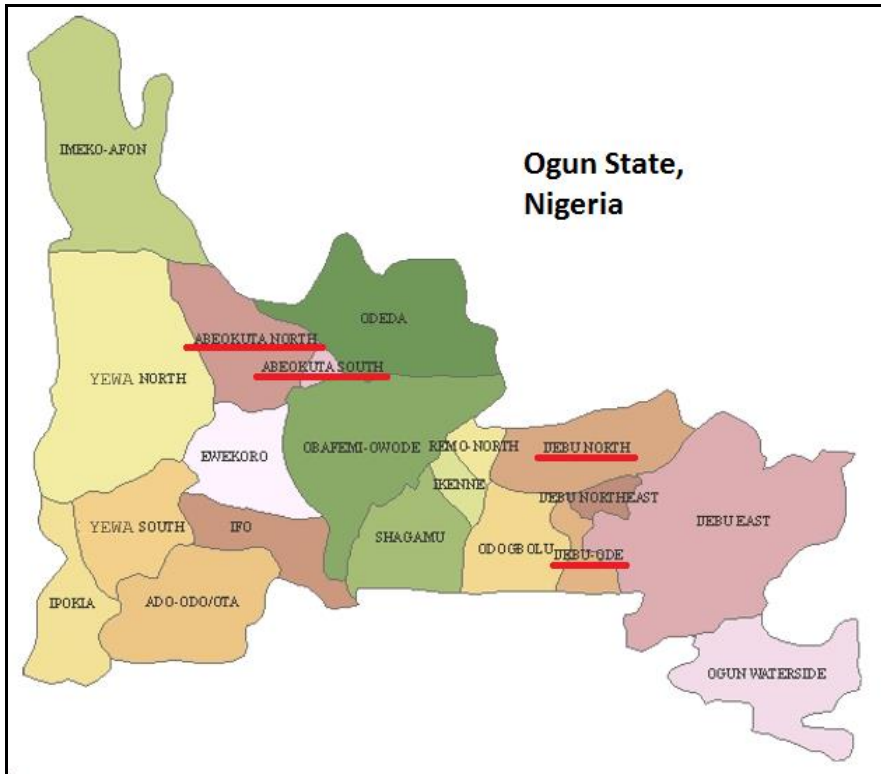 IMEKO-AFON
Ogun State,
Nigeria
ODEDA
ABEOKUTA NORTH
ABEOKUTA SOUTH
YEWA NORTH
EWEKORO
OBAFEMI-OWODE
REMO-NORTH
IJEBU NORTH
IKENNE
IJEBU NORTHEAST
IJEBU EAST
YEWA SOUTH
IFO
SHAGAMU
ODOGBOLU
IJEBU-ODE
IPOKIA
ADO-ODO/OTA
OGUN WATERSIDE